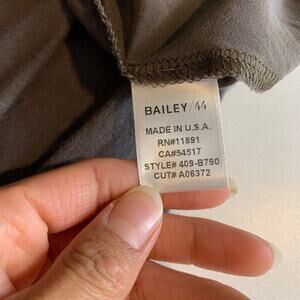 BAILEY/44
MADE IN U.S.A.
RN#11891
CA#54517
STYLE# 409-B790
CUT# A06372